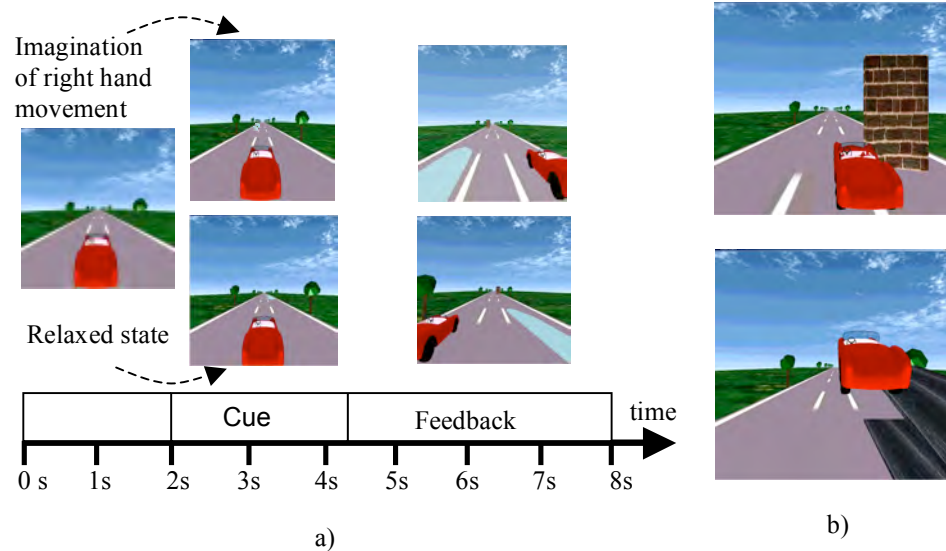 Imagination
of right hand
movement
Relaxed state
Cue
Feedback
time
0 s
1s
2s
3s
4s
5s
6s
7s
8s
a)
b)